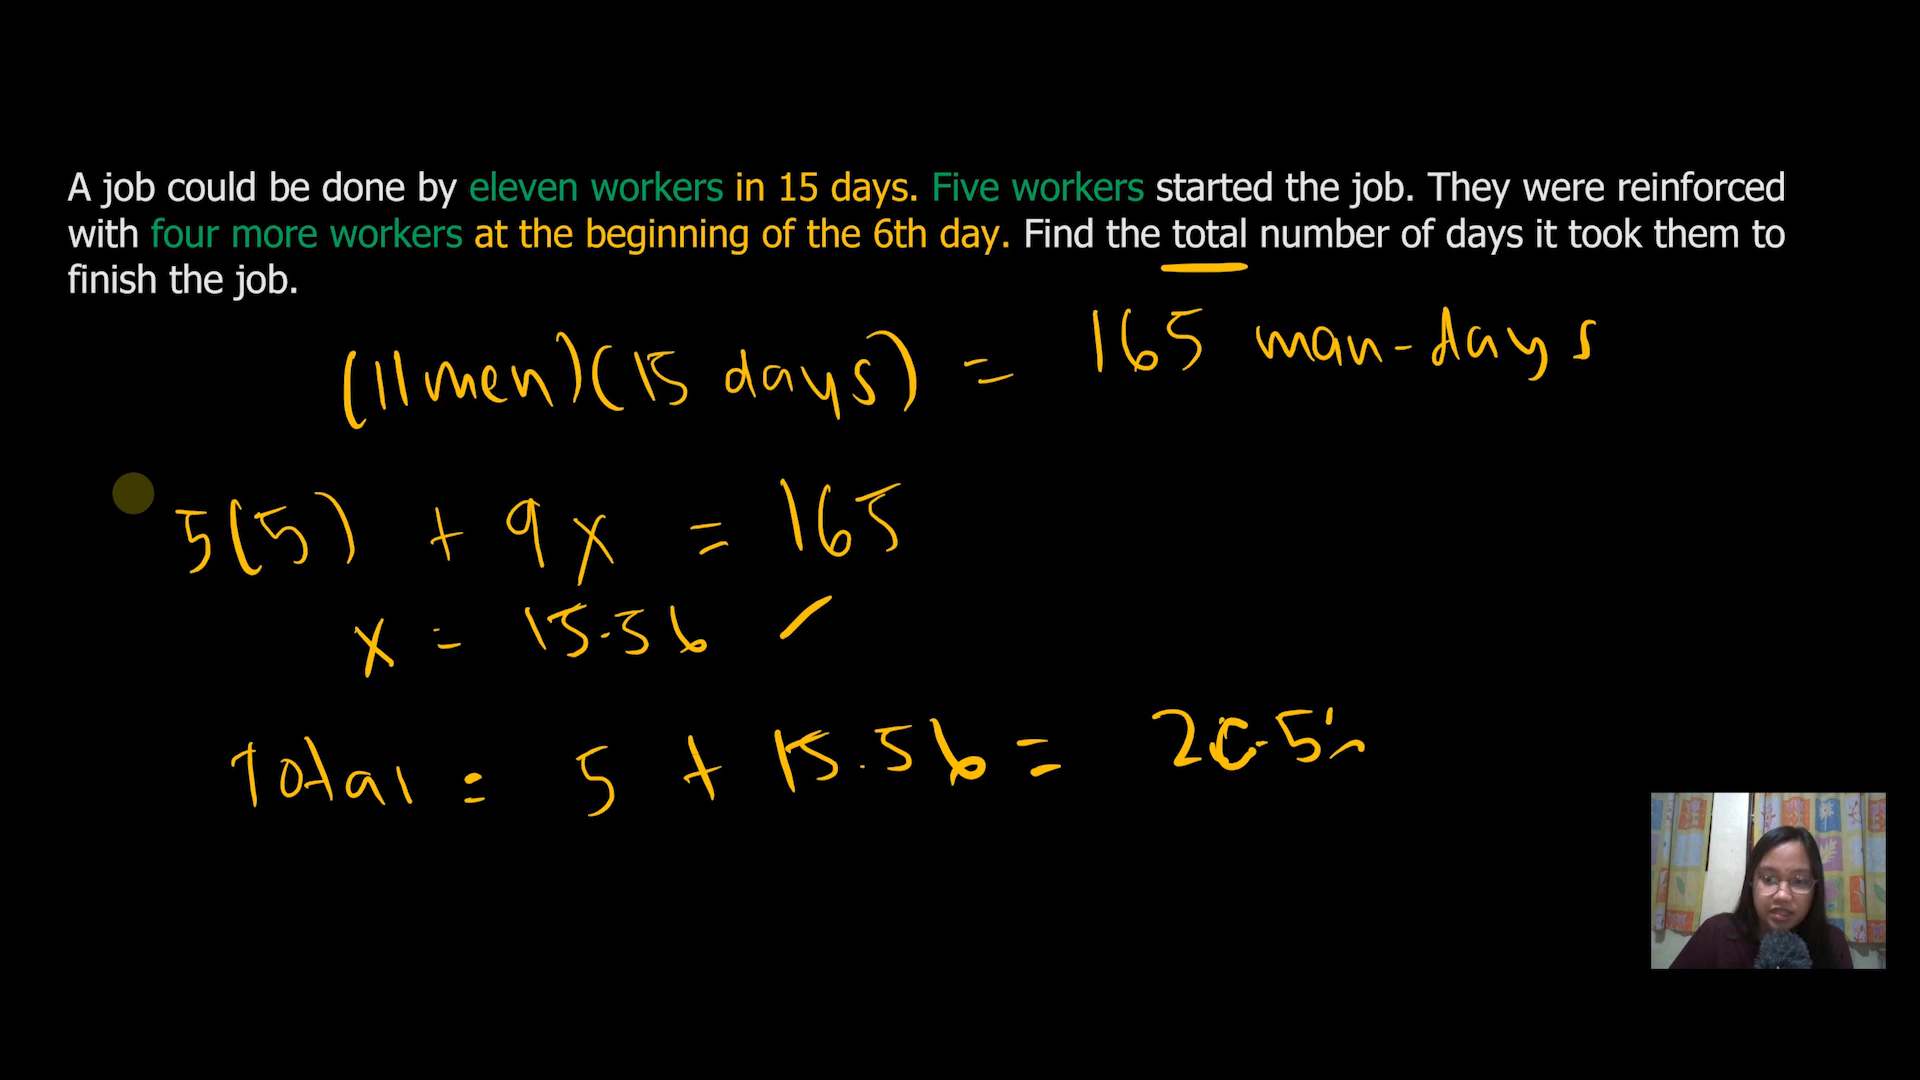 A job could be done by eleven workers in 15 days. Five workers started the job. They were reinforced
with four more workers at the beginning of the 6th day. Find the total number of days it took them to
finish the job.
(11men)(15 days) = 165 man-days
5(5) + 9x = 165
x = 15.56
Total = 5 + 15.56 =